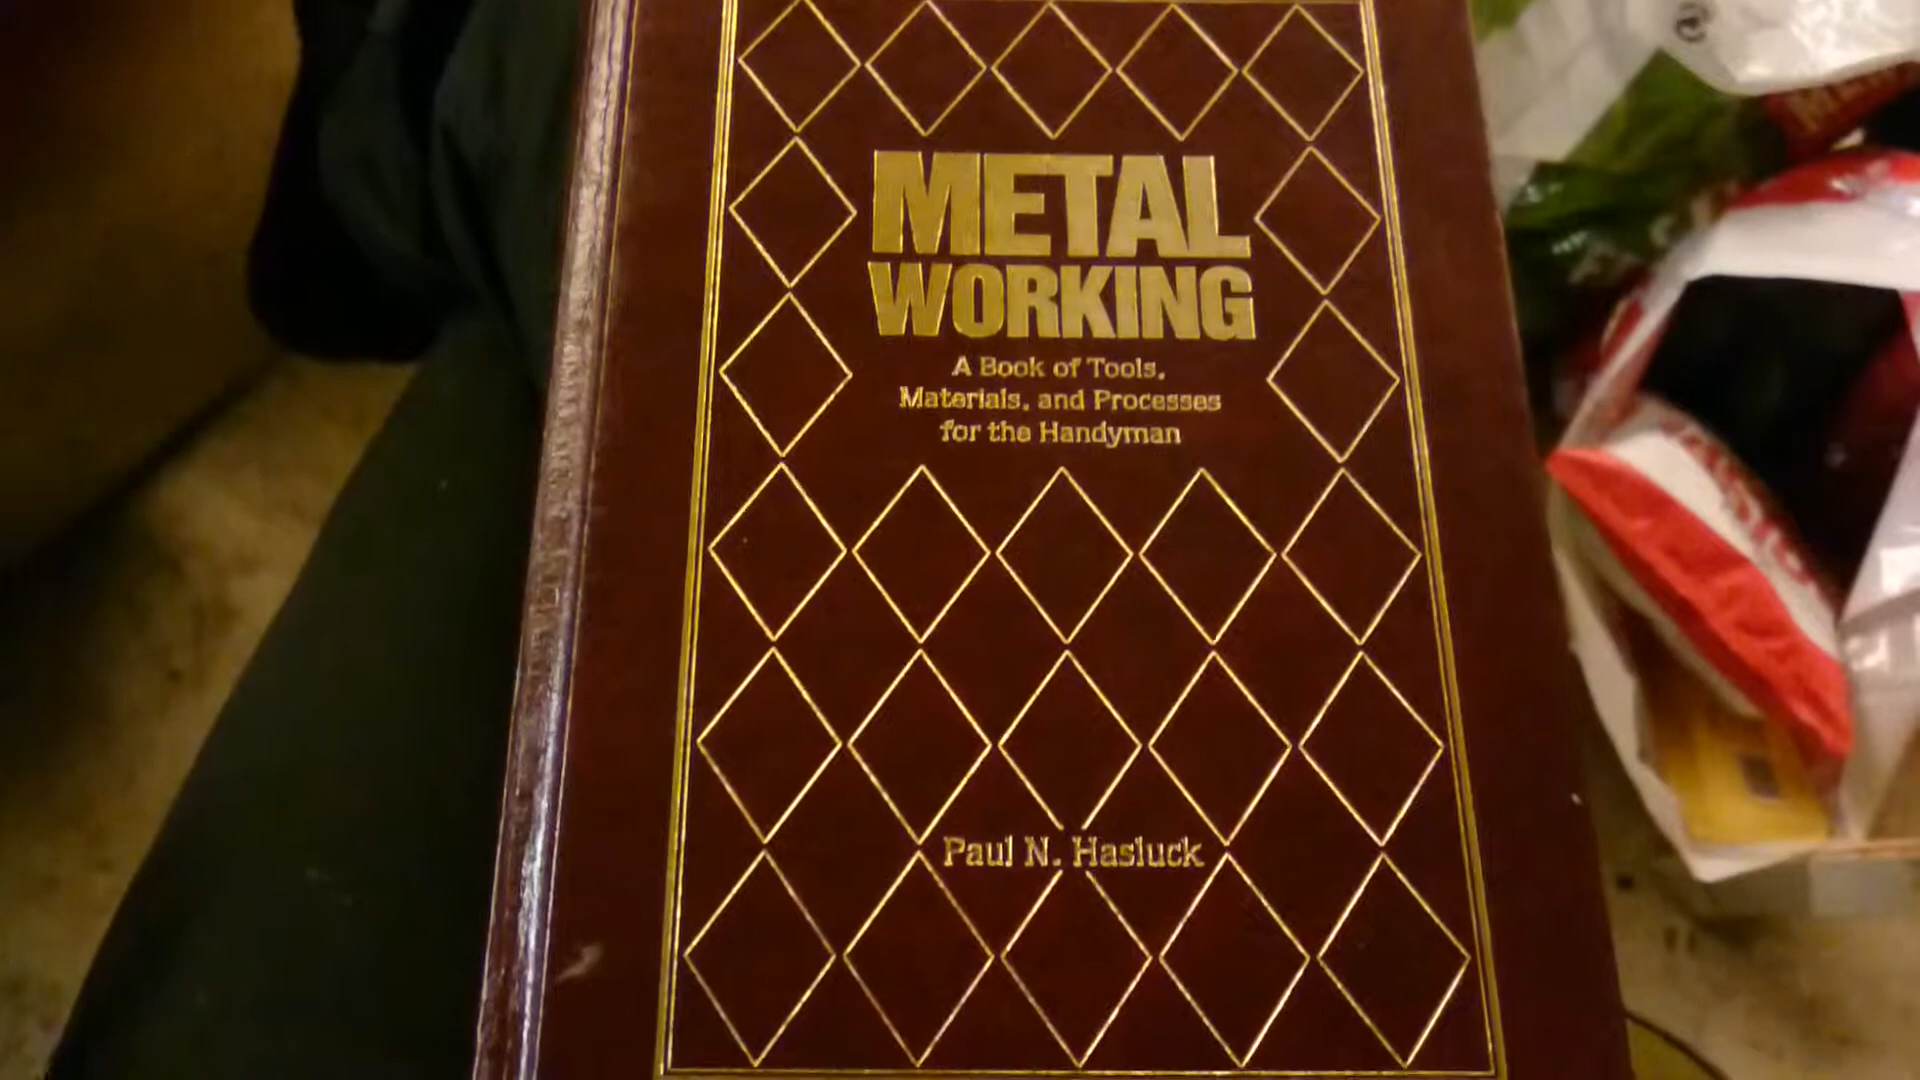 METAL
WORKING
A Book of Tools,
Materials, and Processes
for the Handyman
Paul N. Hasluck